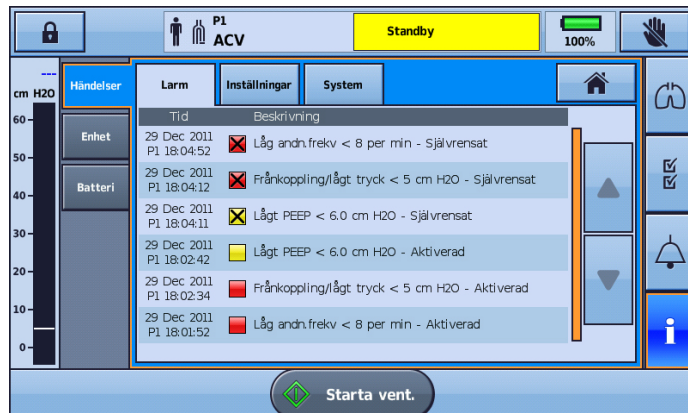 P1
ACV
Standby
100%
---
cm H2O
60
50
40
30
20
10
0
Händelser
Enhet
Batteri
Larm
Inställningar
System
Tid Beskrivning
29 Dec 2011
P1 18:04:52
Låg andn.frekv < 8 per min - Självrensat
29 Dec 2011
P1 18:04:12
Frånkoppling/lågt tryck < 5 cm H2O - Självrensat
29 Dec 2011
P1 18:04:11
Lågt PEEP < 6.0 cm H2O - Självrensat
29 Dec 2011
P1 18:02:42
Lågt PEEP < 6.0 cm H2O - Aktiverad
29 Dec 2011
P1 18:02:34
Frånkoppling/lågt tryck < 5 cm H2O - Aktiverad
29 Dec 2011
P1 18:01:52
Låg andn.frekv < 8 per min - Aktiverad
i
Starta vent.